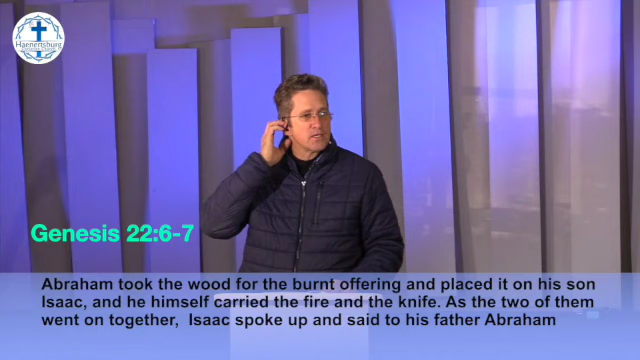 Haenertsburg
Christian Church
Genesis 22:6-7
Abraham took the wood for the burnt offering and placed it on his son
Isaac, and he himself carried the fire and the knife. As the two of them
went on together,  Isaac spoke up and said to his father Abraham